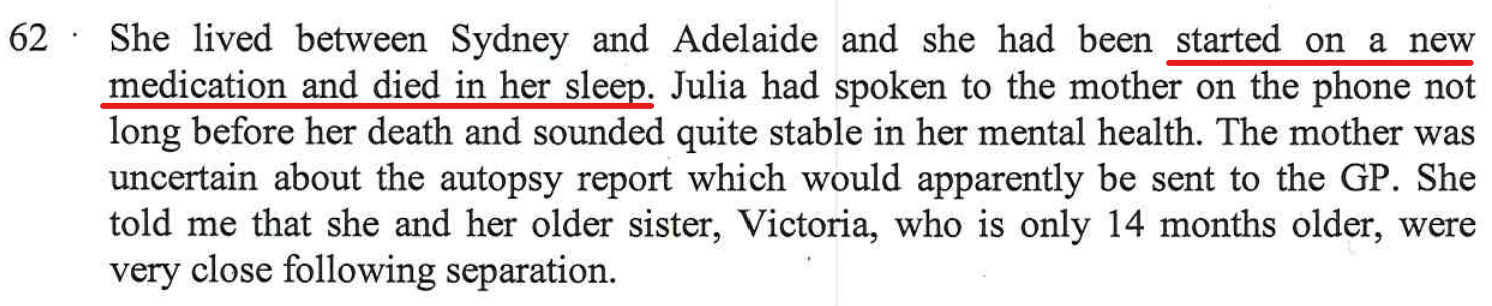 62 · She lived between Sydney and Adelaide and she had been started on a new
medication and died in her sleep. Julia had spoken to the mother on the phone not
long before her death and sounded quite stable in her mental health. The mother was
uncertain about the autopsy report which would apparently be sent to the GP. She
told me that she and her older sister, Victoria, who is only 14 months older, were
very close following separation.